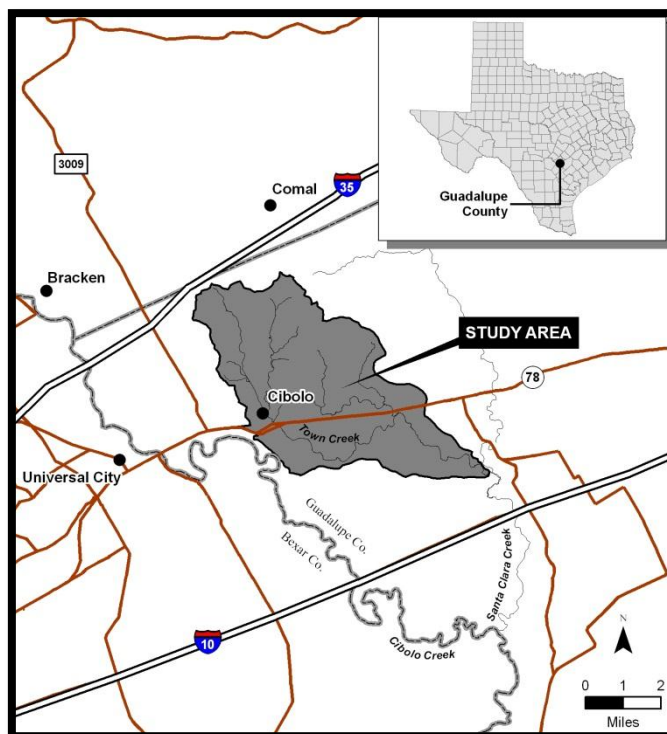 3009
Comal
35
Guadalupe
County
Bracken
STUDY AREA
78
Cibolo
Town Creek
Universal City
Guadalupe Co.
Bexar Co.
Santa Clara Creek
10
Cibolo Creek
N
0 1 2
Miles